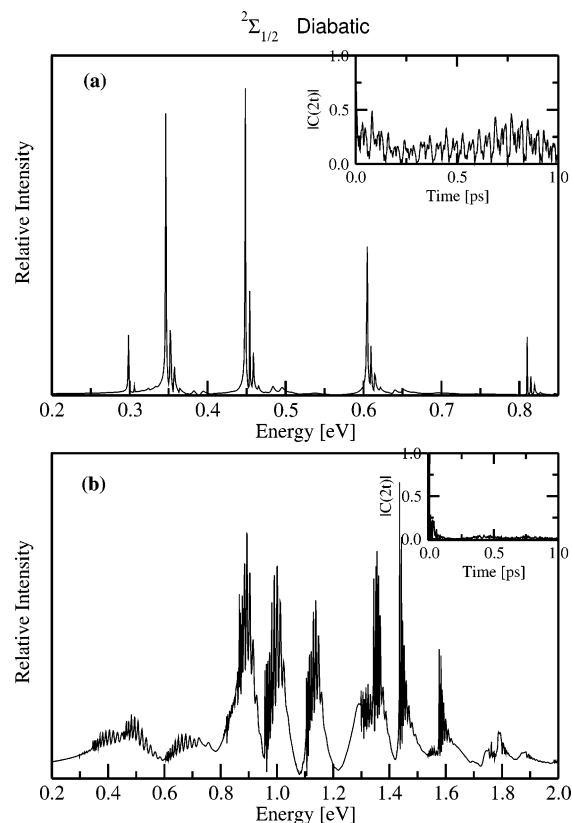 ²Σ₁/₂ Diabatic
(a)
Relative Intensity
|C(2t)|
1.0
0.5
0.0
0.0 0.5 1.0
Time [ps]
0.2 0.3 0.4 0.5 0.6 0.7 0.8
Energy [eV]
(b)
Relative Intensity
|C(2t)|
1.0
0.5
0.0
0.0 0.5 1.0
Time [ps]
0.2 0.4 0.6 0.8 1.0 1.2 1.4 1.6 1.8 2.0
Energy [eV]